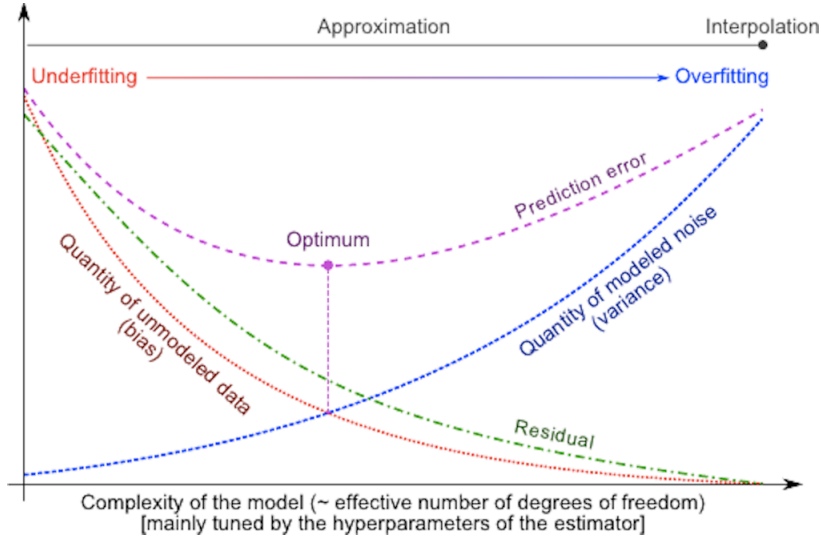 Approximation
Interpolation
Underfitting
Overfitting
Prediction error
Optimum
Quantity of unmodeled data
(bias)
Quantity of modeled noise
(variance)
Residual
Complexity of the model (~ effective number of degrees of freedom)
[mainly tuned by the hyperparameters of the estimator]